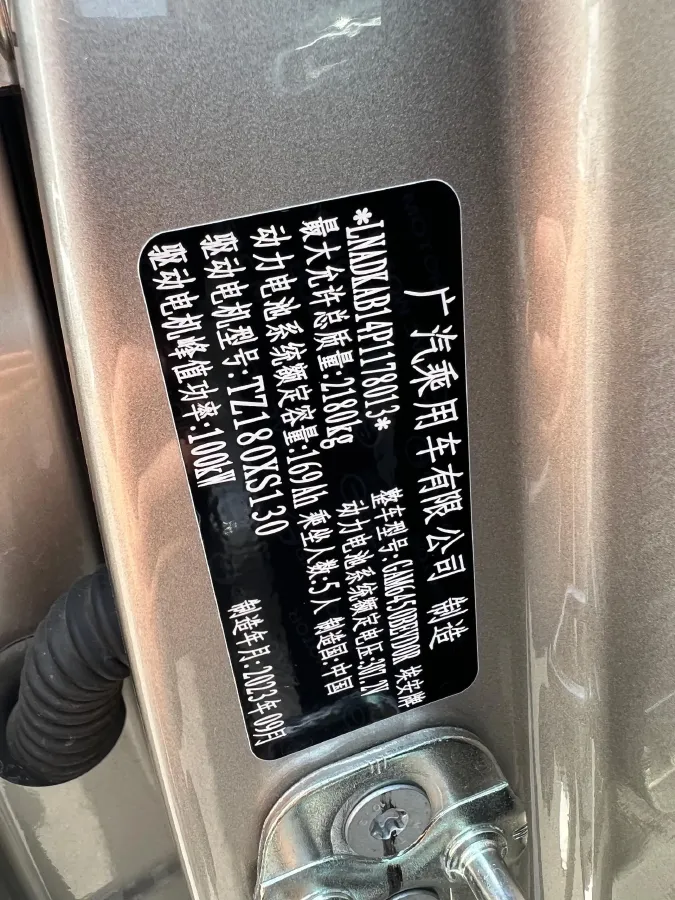 广汽乘用车有限公司 制造
*LNADKAB14P1178013* 整车型号:GAM6450BEVD0R 埃安牌
最大允许总质量:2180kg 动力电池系统额定电压:307.2V
动力电池系统额定容量:169Ah 乘坐人数:5人 制造国:中国
驱动电机型号:TZ180XS130
驱动电机峰值功率:100kW 制造年月:2023年09月